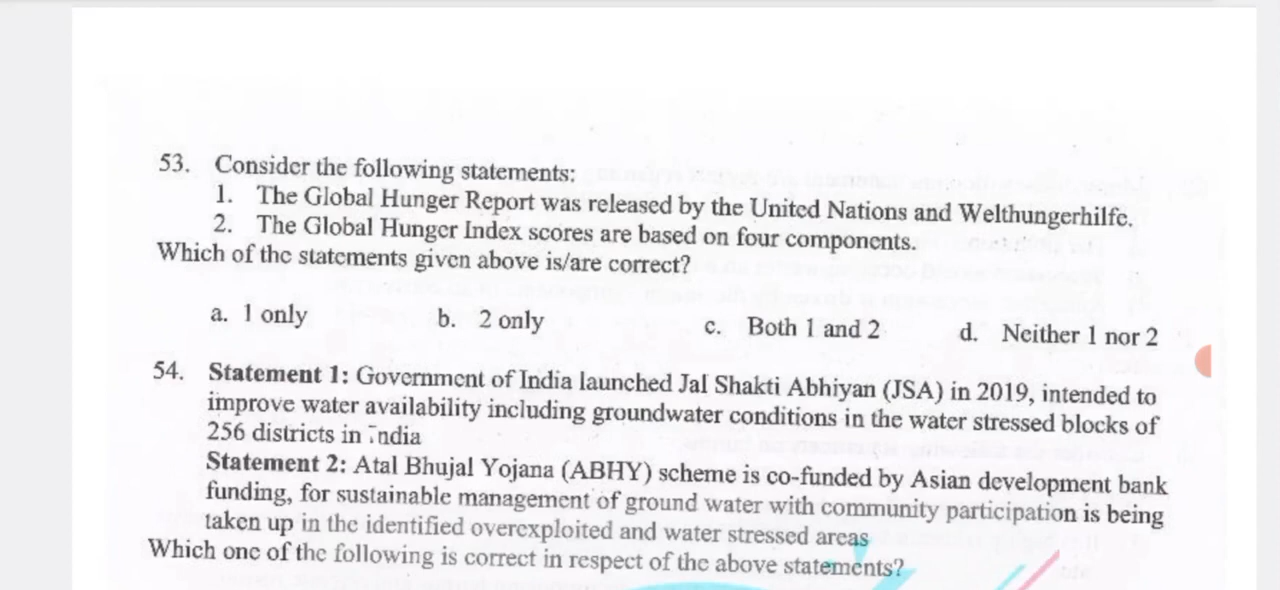 53. Consider the following statements:
1. The Global Hunger Report was released by the United Nations and Welthungerhilfe.
2. The Global Hunger Index scores are based on four components.
Which of the statements given above is/are correct?
a. 1 only b. 2 only c. Both 1 and 2 d. Neither 1 nor 2
54. Statement 1: Government of India launched Jal Shakti Abhiyan (JSA) in 2019, intended to
improve water availability including groundwater conditions in the water stressed blocks of
256 districts in India
Statement 2: Atal Bhujal Yojana (ABHY) scheme is co-funded by Asian development bank
funding, for sustainable management of ground water with community participation is being
taken up in the identified overexploited and water stressed areas
Which one of the following is correct in respect of the above statements?